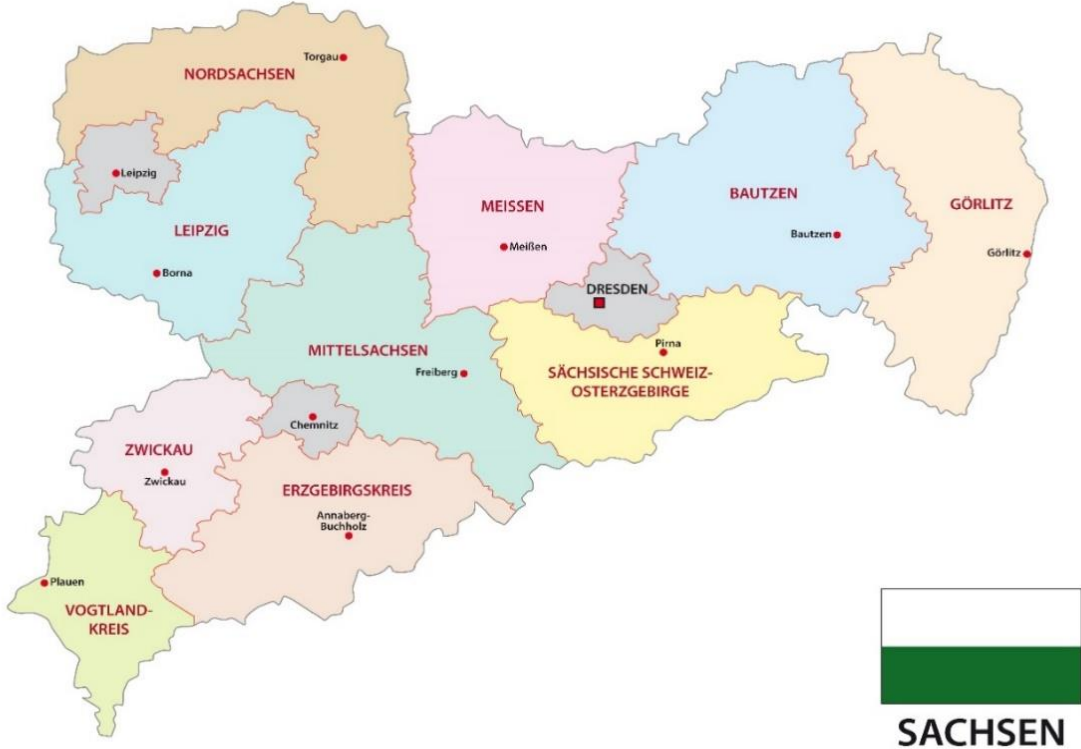 Torgau
NORDSACHSEN
Leipzig
LEIPZIG
Borna
MEISSEN
Meißen
BAUTZEN
Bautzen
GÖRLITZ
Görlitz
DRESDEN
Pirna
SÄCHSISCHE SCHWEIZ-
OSTERZGEBIRGE
MITTELSACHSEN
Freiberg
Chemnitz
ZWICKAU
Zwickau
ERZGEBIRGSKREIS
Annaberg-
Buchholz
Plauen
VOGTLAND-
KREIS
SACHSEN